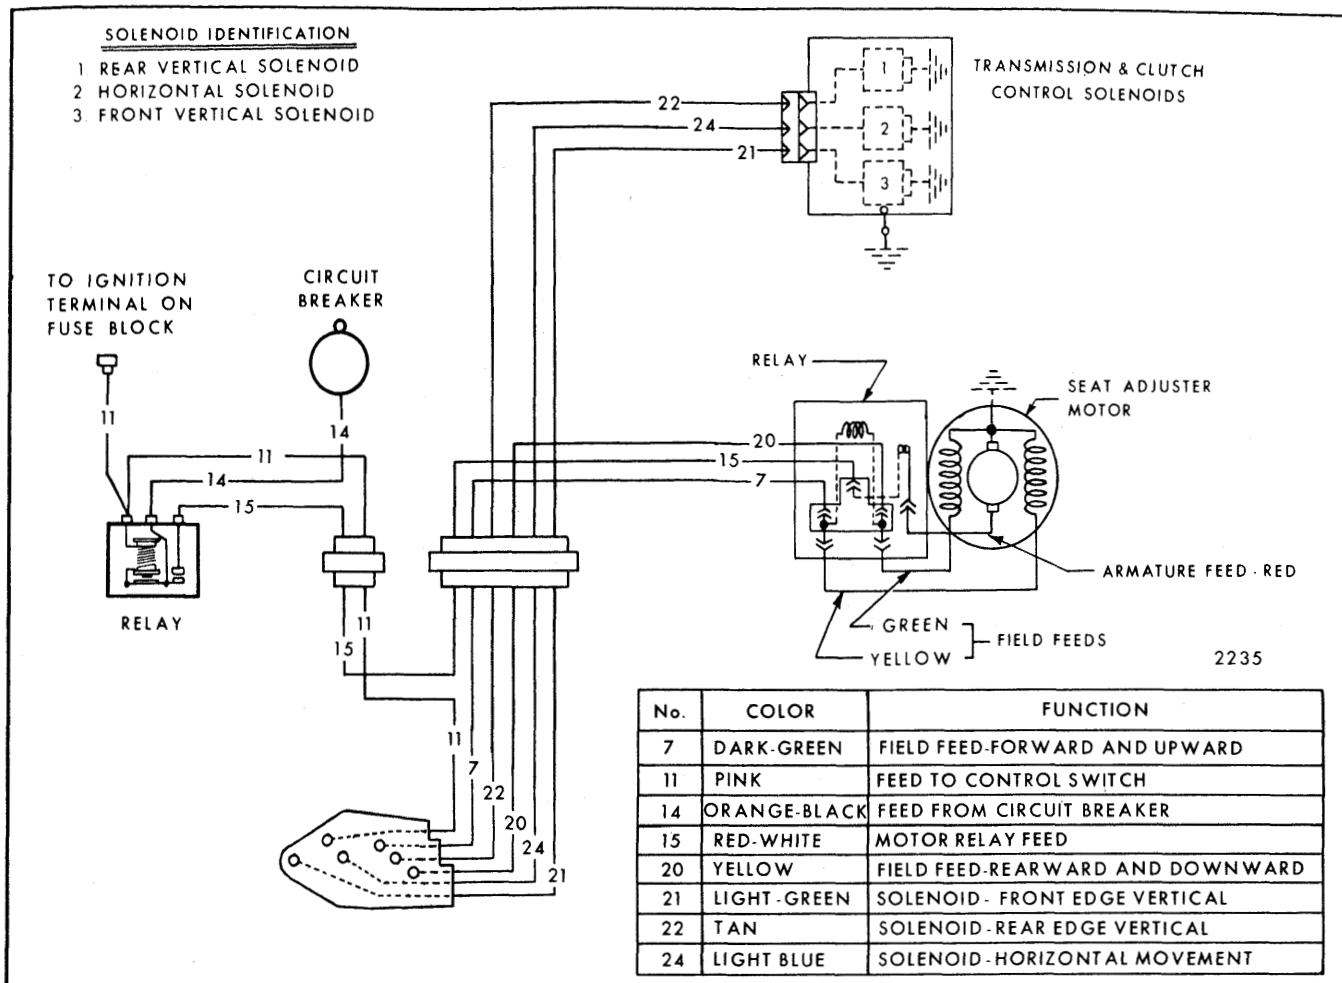 SOLENOID IDENTIFICATION
1 REAR VERTICAL SOLENOID
2 HORIZONTAL SOLENOID
3. FRONT VERTICAL SOLENOID
22
24
21
1
2
3
TRANSMISSION & CLUTCH
CONTROL SOLENOIDS
TO IGNITION
TERMINAL ON
FUSE BLOCK
CIRCUIT
BREAKER
11
14
11
14
15
RELAY
11
15
RELAY
20
15
7
SEAT ADJUSTER
MOTOR
ARMATURE FEED - RED
GREEN
YELLOW
FIELD FEEDS
2235
11
7
22
20
24
21
No. COLOR FUNCTION
7 DARK-GREEN FIELD FEED-FORWARD AND UPWARD
11 PINK FEED TO CONTROL SWITCH
14 ORANGE-BLACK FEED FROM CIRCUIT BREAKER
15 RED-WHITE MOTOR RELAY FEED
20 YELLOW FIELD FEED-REARWARD AND DOWNWARD
21 LIGHT-GREEN SOLENOID- FRONT EDGE VERTICAL
22 TAN SOLENOID-REAR EDGE VERTICAL
24 LIGHT BLUE SOLENOID-HORIZONTAL MOVEMENT